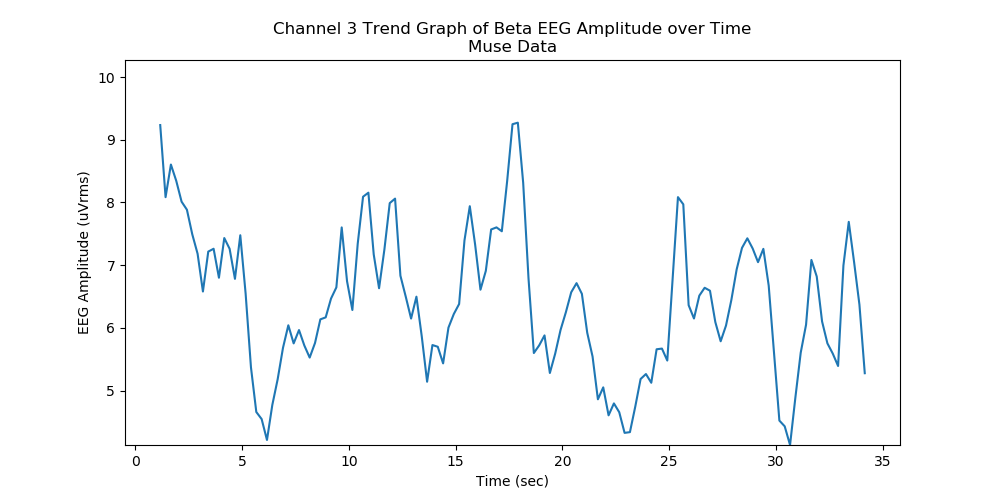 Channel 3 Trend Graph of Beta EEG Amplitude over Time
Muse Data
EEG Amplitude (uVrms)
10
9
8
7
6
5
0 5 10 15 20 25 30 35
Time (sec)